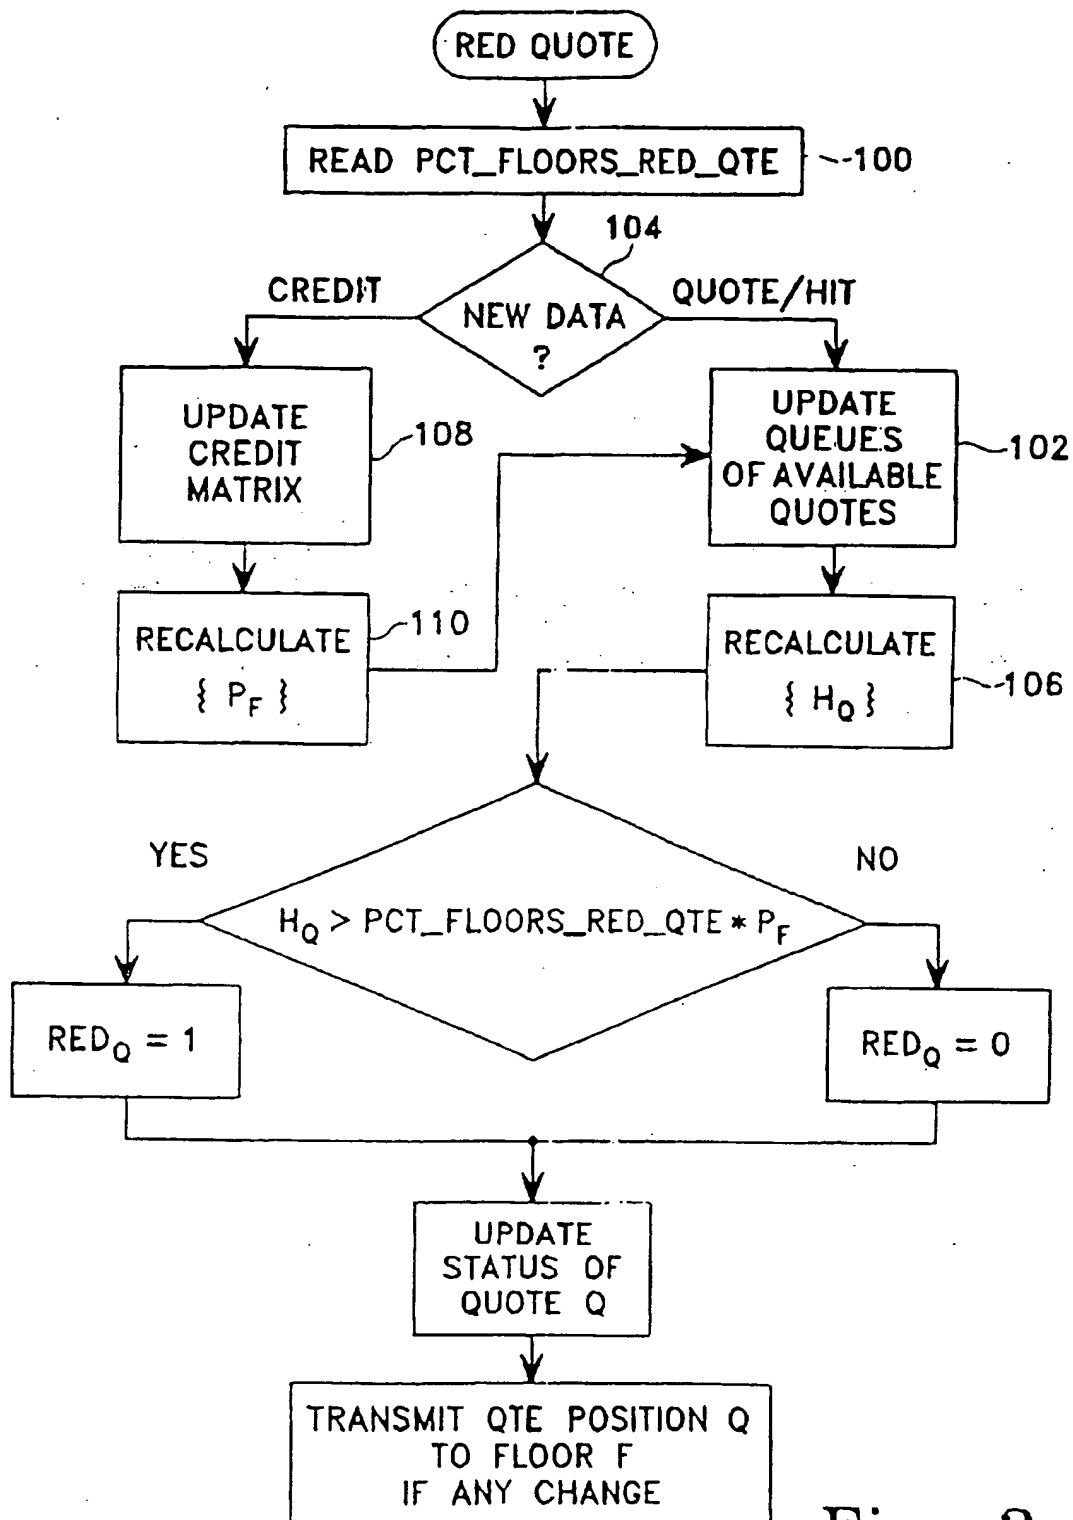 RED QUOTE
READ PCT_FLOORS_RED_QTE
100
104
CREDIT
QUOTE/HIT
NEW DATA
?
UPDATE
CREDIT
MATRIX
108
UPDATE
QUEUES
OF AVAILABLE
QUOTES
102
RECALCULATE
{ P_F }
110
RECALCULATE
{ H_Q }
106
YES
NO
H_Q > PCT_FLOORS_RED_QTE * P_F
RED_Q = 1
RED_Q = 0
UPDATE
STATUS OF
QUOTE Q
TRANSMIT QTE POSITION Q
TO FLOOR F
IF ANY CHANGE